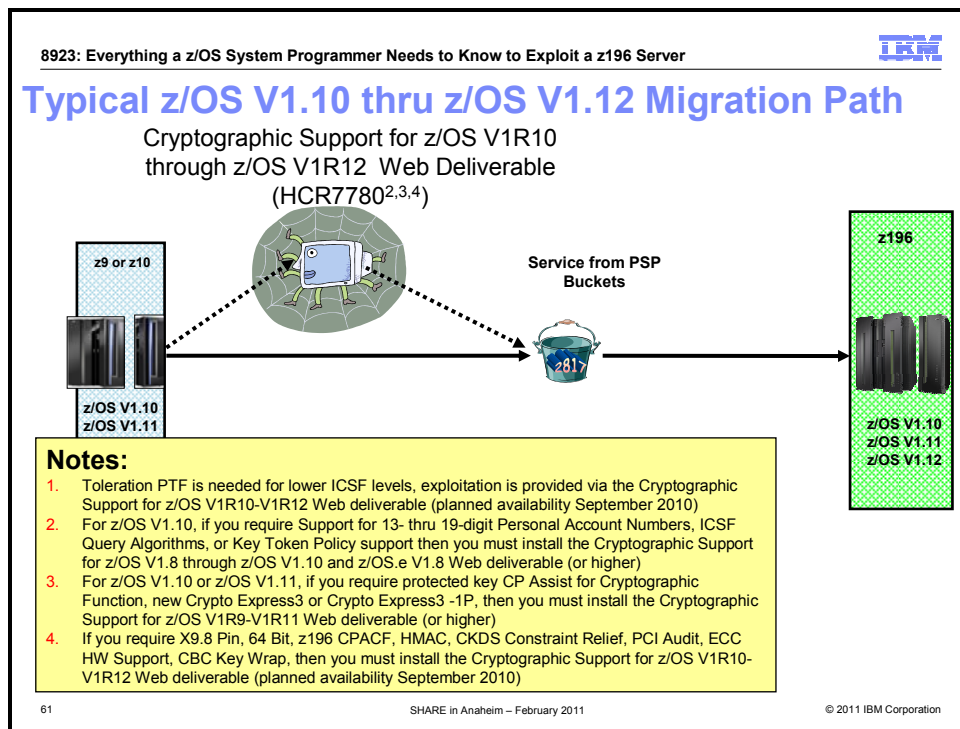 8923: Everything a z/OS System Programmer Needs to Know to Exploit a z196 Server
IBM
Typical z/OS V1.10 thru z/OS V1.12 Migration Path
Cryptographic Support for z/OS V1R10
through z/OS V1R12 Web Deliverable
(HCR77802,3,4)
z9 or z10
Service from PSP
Buckets
z196
2817
z/OS V1.10
z/OS V1.11
z/OS V1.10
z/OS V1.11
z/OS V1.12
Notes:
1. Toleration PTF is needed for lower ICSF levels, exploitation is provided via the Cryptographic
Support for z/OS V1R10-V1R12 Web deliverable (planned availability September 2010)
2. For z/OS V1.10, if you require Support for 13- thru 19-digit Personal Account Numbers, ICSF
Query Algorithms, or Key Token Policy support then you must install the Cryptographic Support
for z/OS V1.8 through z/OS V1.10 and z/OS.e V1.8 Web deliverable (or higher)
3. For z/OS V1.10 or z/OS V1.11, if you require protected key CP Assist for Cryptographic
Function, new Crypto Express3 or Crypto Express3 -1P, then you must install the Cryptographic
Support for z/OS V1R9-V1R11 Web deliverable (or higher)
4. If you require X9.8 Pin, 64 Bit, z196 CPACF, HMAC, CKDS Constraint Relief, PCI Audit, ECC
HW Support, CBC Key Wrap, then you must install the Cryptographic Support for z/OS V1R10-
V1R12 Web deliverable (planned availability September 2010)
61
SHARE in Anaheim – February 2011
© 2011 IBM Corporation